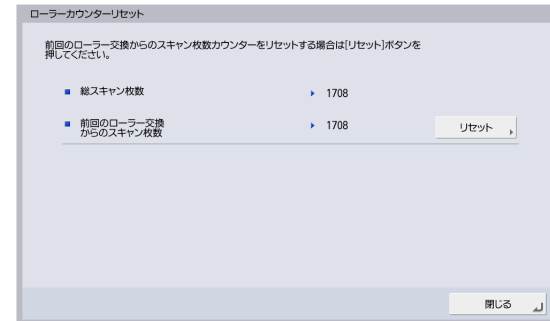 ローラーカウンターリセット
前回のローラー交換からのスキャン枚数カウンターをリセットする場合は[リセット]ボタンを
押してください。
総スキャン枚数 1708
前回のローラー交換
からのスキャン枚数 1708 リセット
閉じる